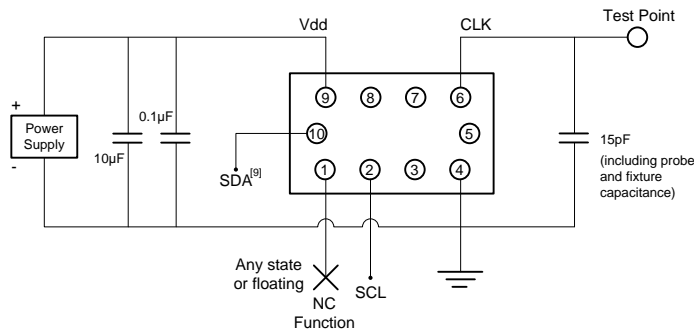 Test Point
Vdd
CLK
+
Power
Supply
-
10µF
0.1µF
9
8
7
6
10
5
1
2
3
4
SDA[9]
15pF
(including probe
and fixture
capacitance)
Any state
or floating
NC
Function
SCL